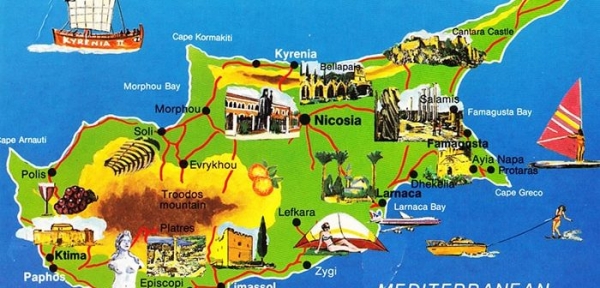 KYRENIA II
Cape Kormakiti
Kyrenia
Cantara Castle
Bellapais
Morphou Bay
Salamis
Morphou
Famagusta Bay
Nicosia
Soli
Famagusta
Cape Arnauti
Evrykhou
Ayia Napa
Polis
Protaras
Dhekelia
Cape Greco
Troodos
mountain
Larnaca
Larnaca Bay
Lefkara
Platres
Ktima
Zygi
Paphos
Episcopi
Limassol
MEDITERRANEAN